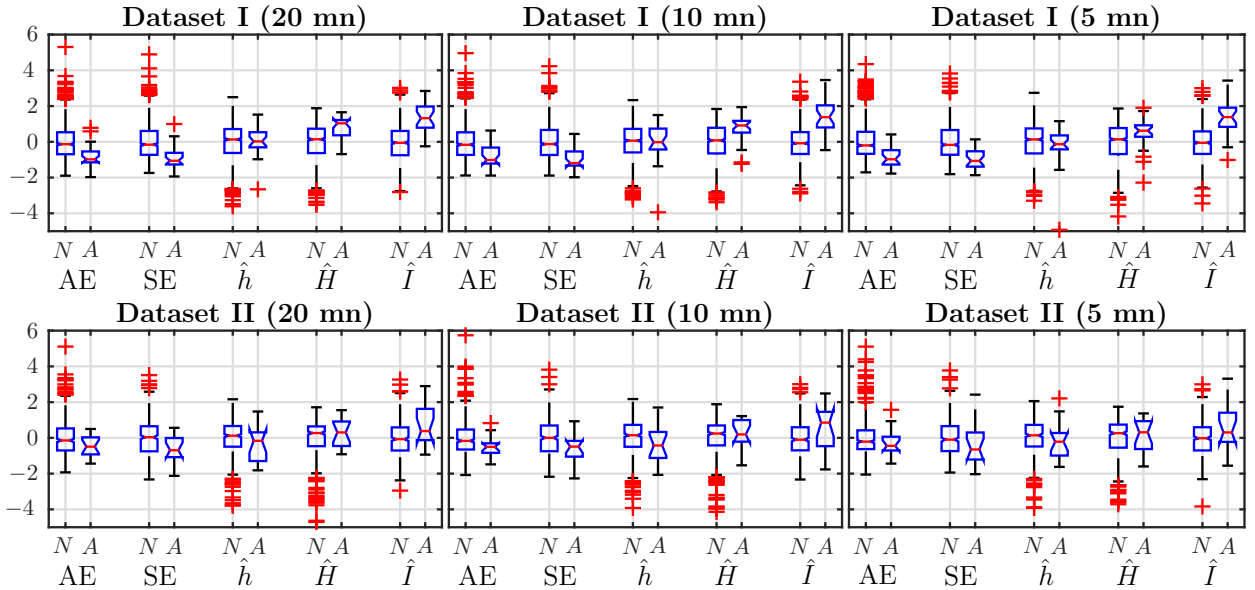 Dataset I (20 mn) Dataset I (10 mn) Dataset I (5 mn)
6
4
2
0
−2
−4
N A N A N A N A N A N A N A N A N A N A N A N A N A N A N A
AE SE ĥ Ĥ Î AE SE ĥ Ĥ Î AE SE ĥ Ĥ Î
Dataset II (20 mn) Dataset II (10 mn) Dataset II (5 mn)
6
4
2
0
−2
−4
N A N A N A N A N A N A N A N A N A N A N A N A N A N A N A
AE SE ĥ Ĥ Î AE SE ĥ Ĥ Î AE SE ĥ Ĥ Î